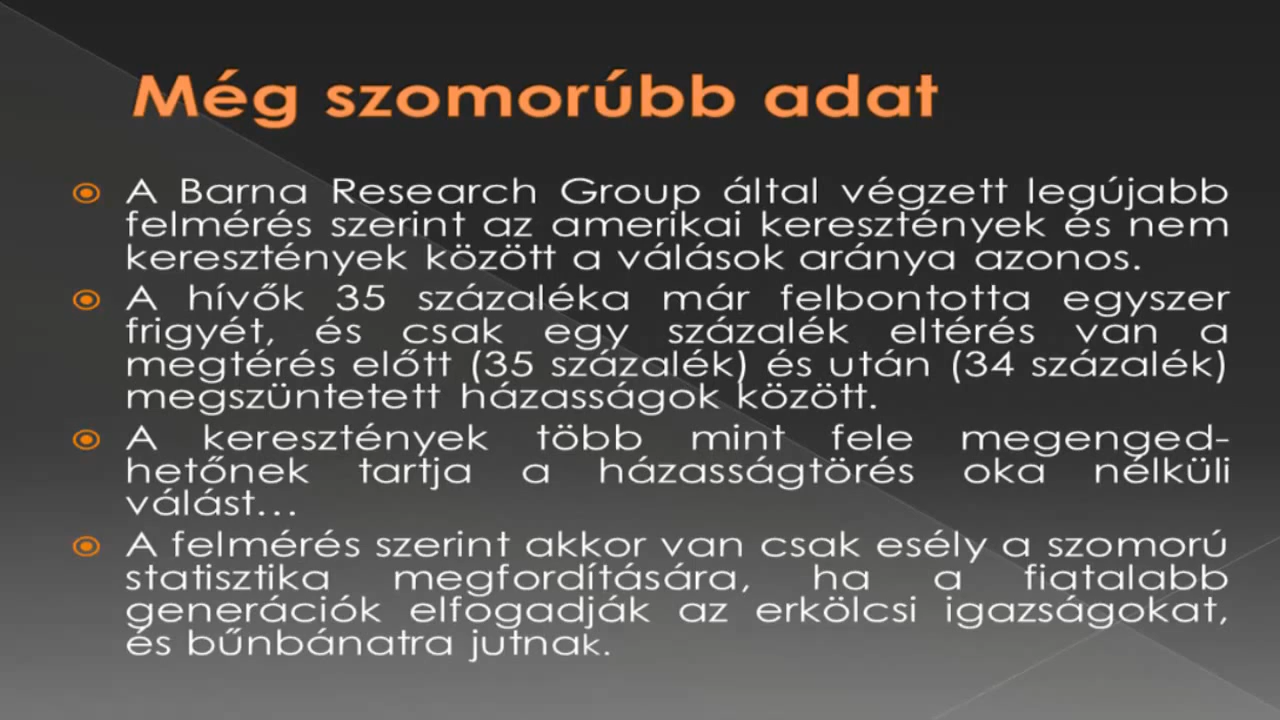 Még szomorúbb adat
A Barna Research Group által végzett legújabb
felmérés szerint az amerikai keresztények és nem
keresztények között a válások aránya azonos.
A hívők 35 százaléka már felbontotta egyszer
frigyét, és csak egy százalék eltérés van a
megtérés előtt (35 százalék) és után (34 százalék)
megszüntetett házasságok között.
A keresztények több mint fele megenged-
hetőnek tartja a házasságtörés oka nélküli
válást...
A felmérés szerint akkor van csak esély a szomorú
statisztika megfordítására, ha a fiatalabb
generációk elfogadják az erkölcsi igazságokat,
és bűnbánatra jutnak.